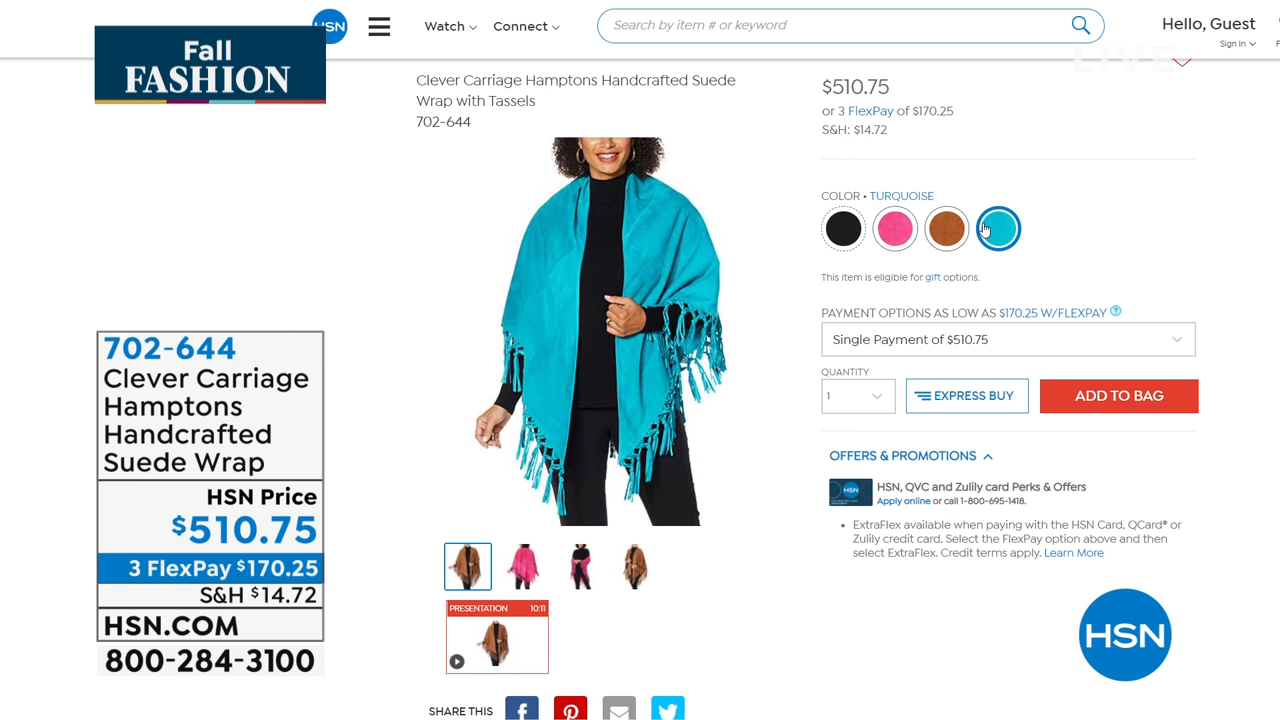 HSN
Watch
Connect
Search by item # or keyword
Hello, Guest
Sign In
LIVE
Fall
FASHION
Clever Carriage Hamptons Handcrafted Suede
Wrap with Tassels
702-644
$510.75
or 3 FlexPay of $170.25
S&H: $14.72
COLOR • TURQUOISE
This item is eligible for gift options.
PAYMENT OPTIONS AS LOW AS $170.25 W/FLEXPAY ?
Single Payment of $510.75
QUANTITY
1
EXPRESS BUY
ADD TO BAG
OFFERS & PROMOTIONS
HSN
HSN, QVC and Zulily card Perks & Offers
Apply online or call 1-800-695-1418.
• ExtraFlex available when paying with the HSN Card, QCard® or
Zulily credit card. Select the FlexPay option above and then
select ExtraFlex. Credit terms apply. Learn More
702-644
Clever Carriage
Hamptons
Handcrafted
Suede Wrap
HSN Price
$510.75
3 FlexPay $170.25
S&H $14.72
HSN.COM
800-284-3100
PRESENTATION 10:11
SHARE THIS
HSN